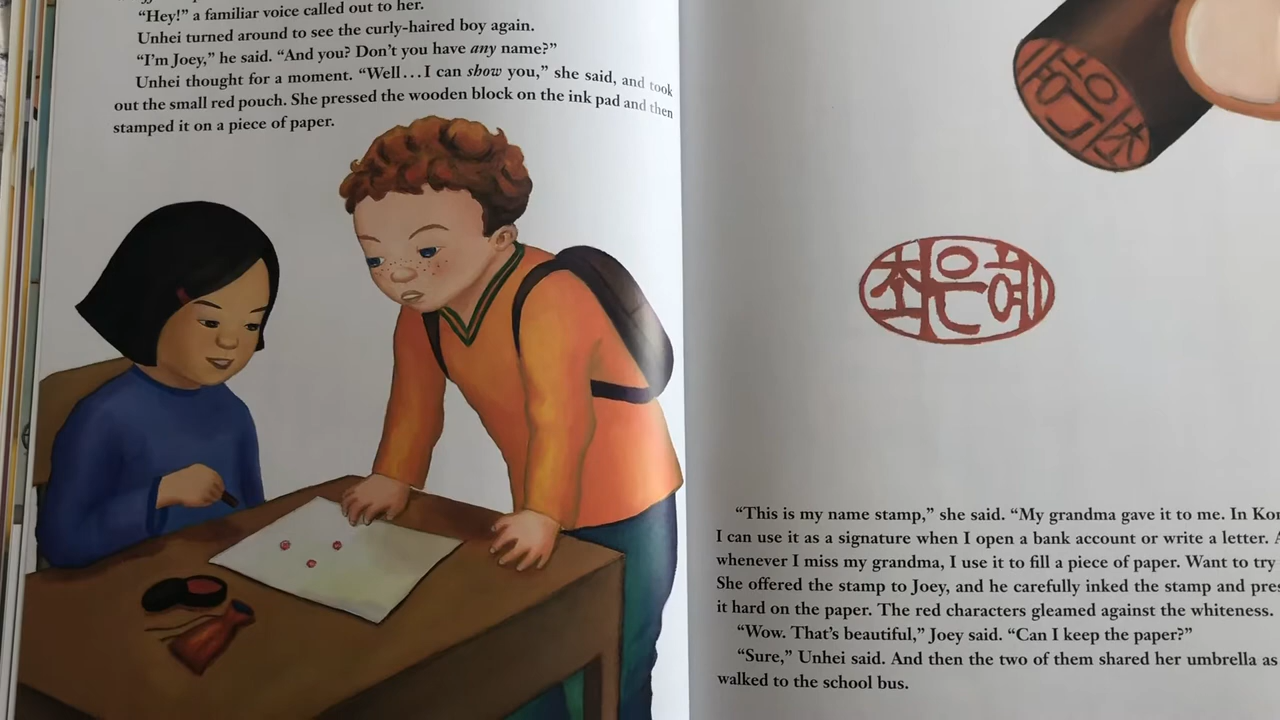 “Hey!” a familiar voice called out to her.
Unhei turned around to see the curly-haired boy again.
“I’m Joey,” he said. “And you? Don’t you have any name?”
Unhei thought for a moment. “Well...I can show you,” she said, and took
out the small red pouch. She pressed the wooden block on the ink pad and then
stamped it on a piece of paper.
최은혜
“This is my name stamp,” she said. “My grandma gave it to me. In Kor
I can use it as a signature when I open a bank account or write a letter. A
whenever I miss my grandma, I use it to fill a piece of paper. Want to try
She offered the stamp to Joey, and he carefully inked the stamp and pres
it hard on the paper. The red characters gleamed against the whiteness.
“Wow. That’s beautiful,” Joey said. “Can I keep the paper?”
“Sure,” Unhei said. And then the two of them shared her umbrella as
walked to the school bus.